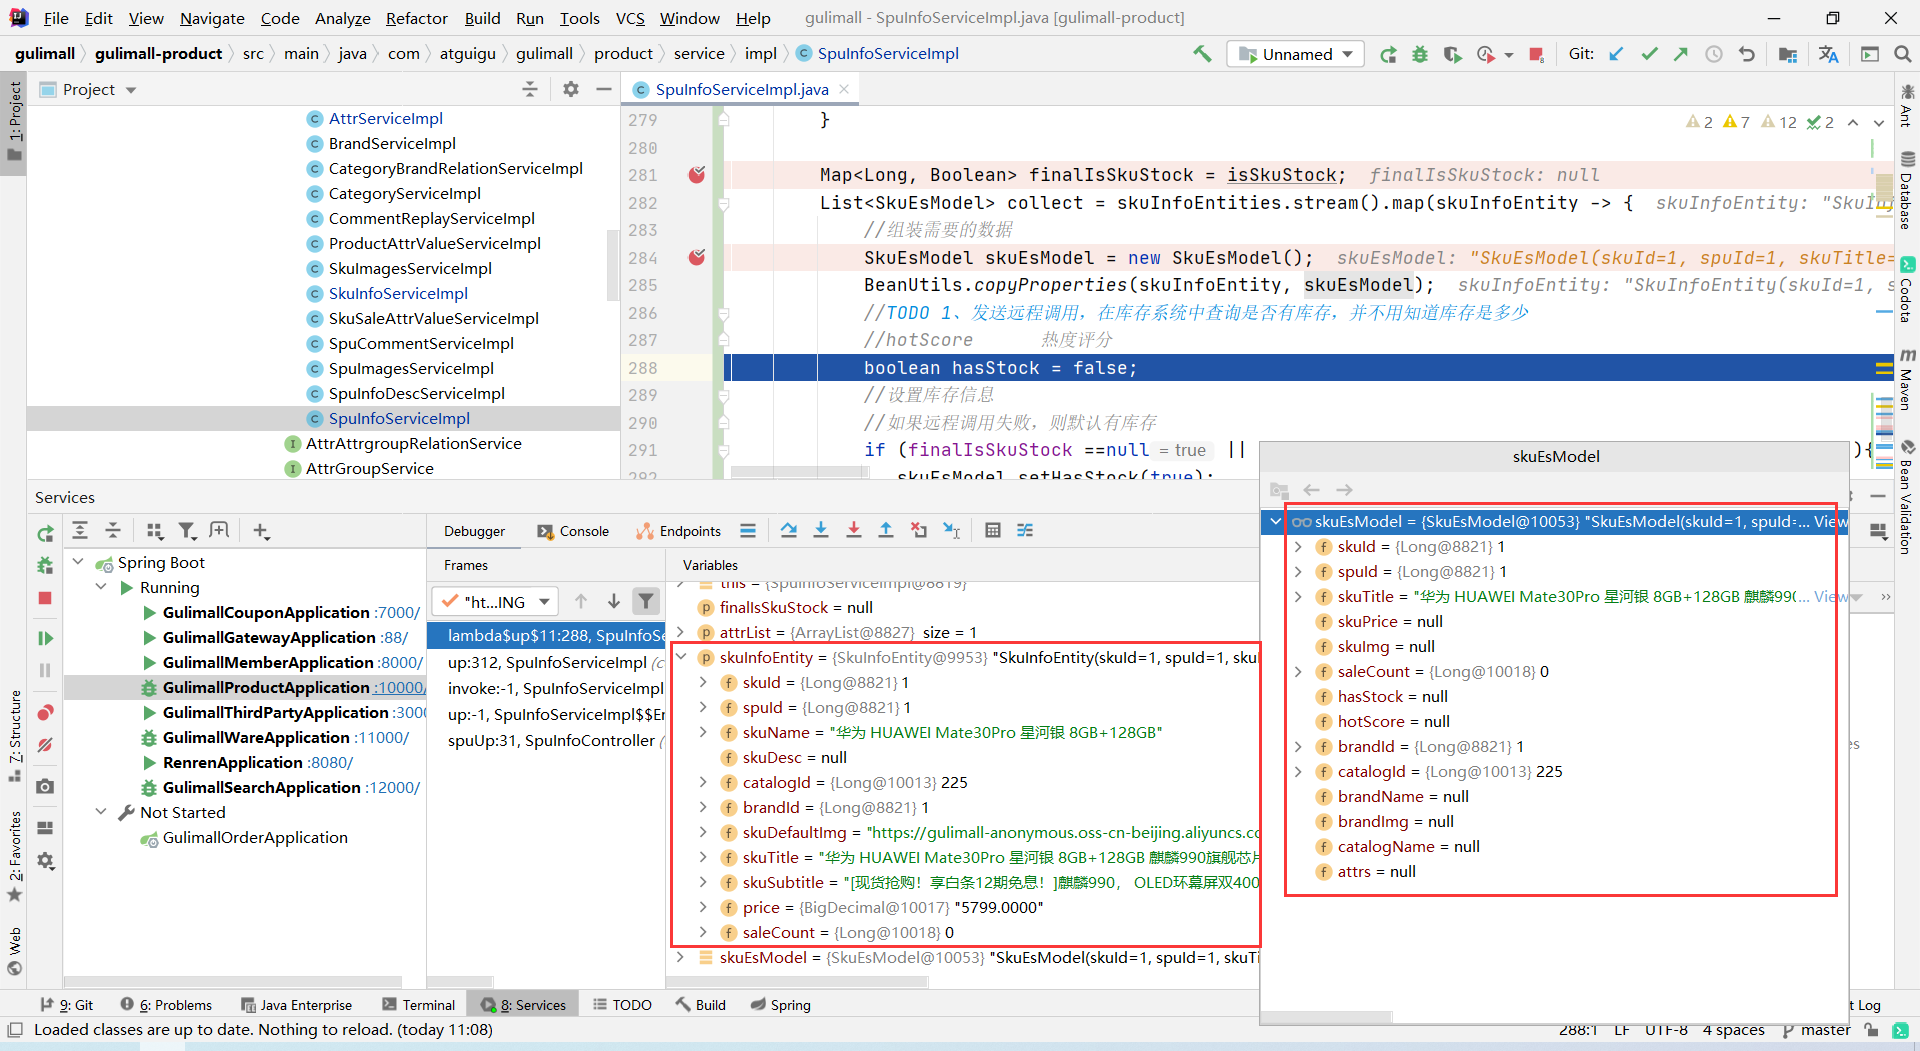 File Edit View Navigate Code Analyze Refactor Build Run Tools VCS Window Help gulimall - SpuInfoServiceImpl.java [gulimall-product]
gulimall gulimall-product src main java com atguigu gulimall product service impl SpuInfoServiceImpl Unnamed Git:
Project
SpuInfoServiceImpl.java
1: Project
7: Structure
2: Favorites
Web
AttrServiceImpl
BrandServiceImpl
CategoryBrandRelationServiceImpl
CategoryServiceImpl
CommentReplayServiceImpl
ProductAttrValueServiceImpl
SkuImagesServiceImpl
SkuInfoServiceImpl
SkuSaleAttrValueServiceImpl
SpuCommentServiceImpl
SpuImagesServiceImpl
SpuInfoDescServiceImpl
SpuInfoServiceImpl
AttrAttrgroupRelationService
AttrGroupService
2 7 12 2
279 }
280
281 Map<Long, Boolean> finalIsSkuStock = isSkuStock; finalIsSkuStock: null
282 List<SkuEsModel> collect = skuInfoEntities.stream().map(skuInfoEntity -> { skuInfoEntity: "SkuInf
283 //组装需要的数据
284 SkuEsModel skuEsModel = new SkuEsModel(); skuEsModel: "SkuEsModel(skuId=1, spuId=1, skuTitle=
285 BeanUtils.copyProperties(skuInfoEntity, skuEsModel); skuInfoEntity: "SkuInfoEntity(skuId=1, s
286 //TODO 1、发送远程调用，在库存系统中查询是否有库存，并不用知道库存是多少
287 //hotScore 热度评分
288 boolean hasStock = false;
289 //设置库存信息
290 //如果远程调用失败，则默认有库存
291 if (finalIsSkuStock ==null = true || ){
292 skuEsModel.setHasStock(true);
Ant
Database
Codota
Maven
Bean Validation
Services
Debugger Console Endpoints
Frames
Variables
Spring Boot
Running
GulimallCouponApplication :7000/
GulimallGatewayApplication :88/
GulimallMemberApplication :8000/
GulimallProductApplication :10000/
GulimallThirdPartyApplication :3000
GulimallWareApplication :11000/
RenrenApplication :8080/
GulimallSearchApplication :12000/
Not Started
GulimallOrderApplication
"ht...ING
lambda$up$11:288, SpuInfoSe
up:312, SpuInfoServiceImpl (c
invoke:-1, SpuInfoServiceImpl
up:-1, SpuInfoServiceImpl$$En
spuUp:31, SpuInfoController (
this = {SpuInfoServiceImpl@8819}
finalIsSkuStock = null
attrList = {ArrayList@8827} size = 1
skuInfoEntity = {SkuInfoEntity@9953} "SkuInfoEntity(skuId=1, spuId=1, sku
skuId = {Long@8821} 1
spuId = {Long@8821} 1
skuName = "华为 HUAWEI Mate30Pro 星河银 8GB+128GB"
skuDesc = null
catalogId = {Long@10013} 225
brandId = {Long@8821} 1
skuDefaultImg = "https://gulimall-anonymous.oss-cn-beijing.aliyuncs.co
skuTitle = "华为 HUAWEI Mate30Pro 星河银 8GB+128GB 麒麟990旗舰芯片
skuSubtitle = "[现货抢购！享白条12期免息！]麒麟990， OLED环幕屏双400
price = {BigDecimal@10017} "5799.0000"
saleCount = {Long@10018} 0
skuEsModel = {SkuEsModel@10053} "SkuEsModel(skuId=1, spuId=1, skuTi
skuEsModel
skuEsModel = {SkuEsModel@10053} "SkuEsModel(skuId=1, spuId=... View
skuId = {Long@8821} 1
spuId = {Long@8821} 1
skuTitle = "华为 HUAWEI Mate30Pro 星河银 8GB+128GB 麒麟99(... View
skuPrice = null
skuImg = null
saleCount = {Long@10018} 0
hasStock = null
hotScore = null
brandId = {Long@8821} 1
catalogId = {Long@10013} 225
brandName = null
brandImg = null
catalogName = null
attrs = null
es
9: Git 6: Problems Java Enterprise Terminal 8: Services TODO Build Spring t Log
Loaded classes are up to date. Nothing to reload. (today 11:08) 288:1 LF UTF-8 4 spaces master